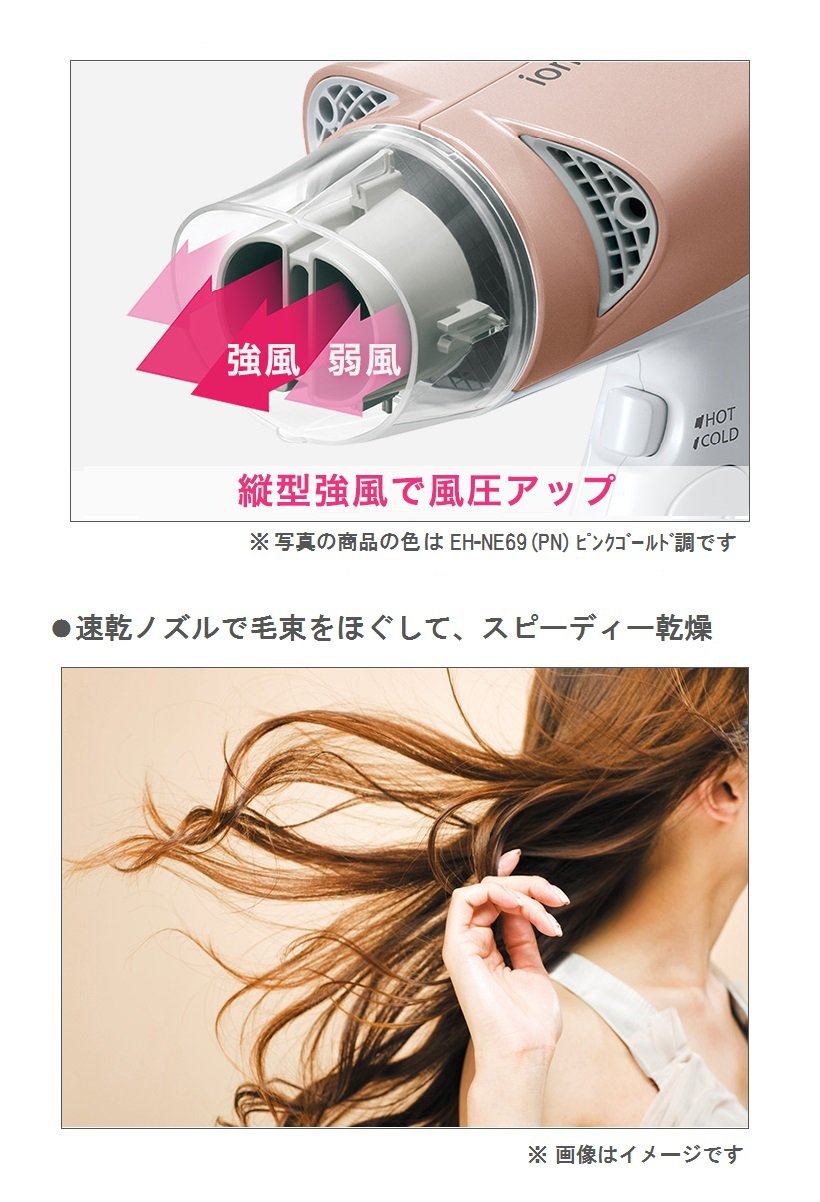 ion
強風 弱風
HOT
COLD
縦型強風で風圧アップ
※ 写真の商品の色は EH-NE69 (PN) ﾋﾟﾝｸｺﾞｰﾙﾄﾞ調です
●速乾ノズルで毛束をほぐして、スピーディー乾燥
※ 画像はイメージです